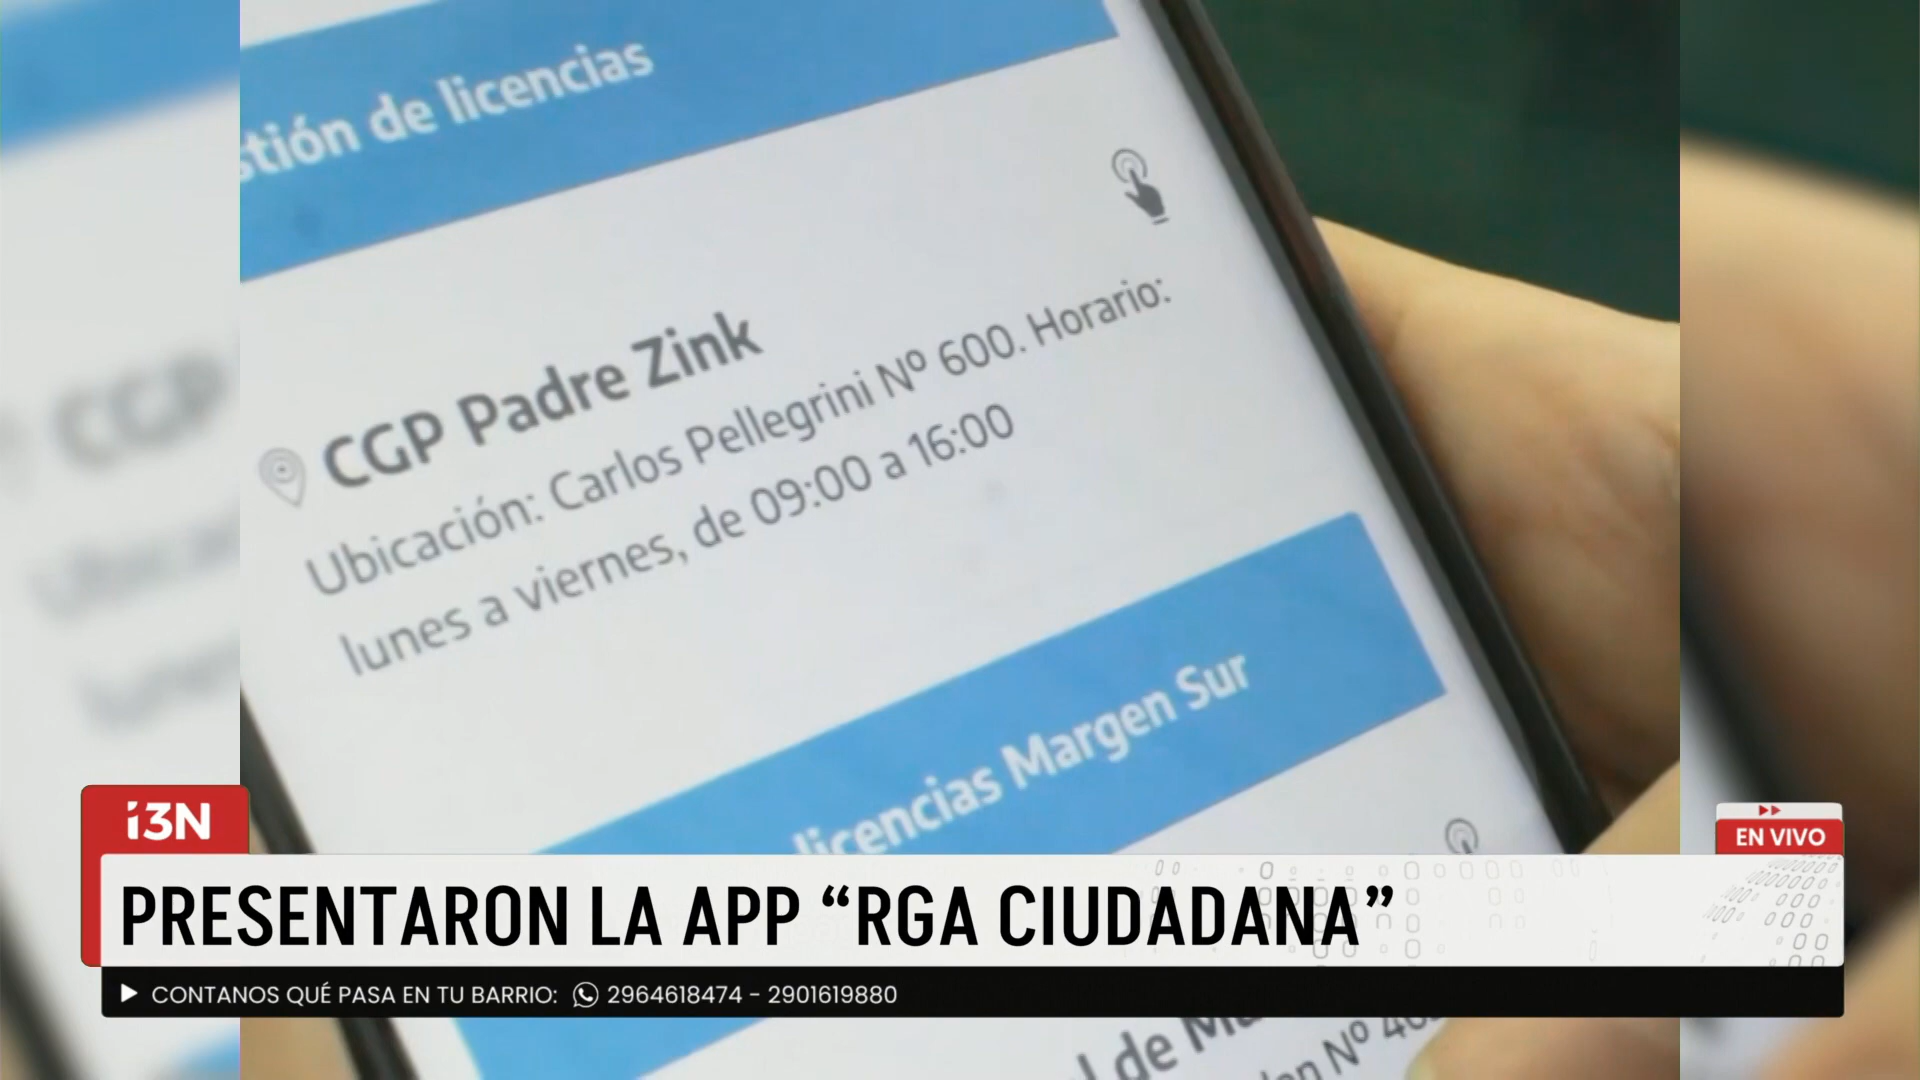 stión de licencias
CGP Padre Zink
Ubicación: Carlos Pellegrini Nº 600. Horario:
lunes a viernes, de 09:00 a 16:00
licencias Margen Sur
i3N
EN VIVO
PRESENTARON LA APP “RGA CIUDADANA”
CONTANOS QUÉ PASA EN TU BARRIO: 2964618474 - 2901619880
de
Nº